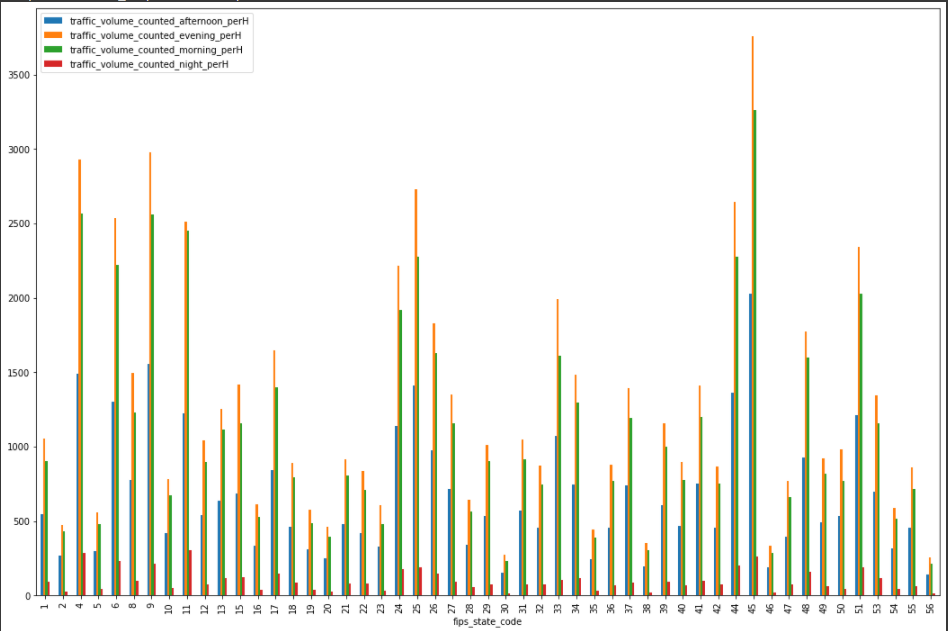 traffic_volume_counted_afternoon_perH
traffic_volume_counted_evening_perH
traffic_volume_counted_morning_perH
traffic_volume_counted_night_perH
3500
3000
2500
2000
1500
1000
500
0
1 2 4 5 6 8 9 10 11 12 13 15 16 17 18 19 20 21 22 23 24 25 26 27 28 29 30 31 32 33 34 35 36 37 38 39 40 41 42 44 45 46 47 48 49 50 51 53 54 55 56
fips_state_code